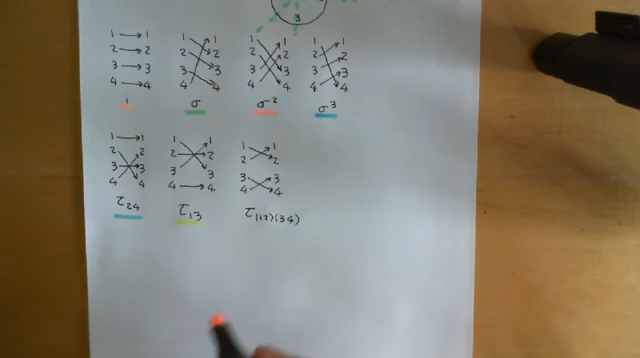 3
1 → 1 1 1 1 1 1 1
2 → 2 2 2 2 2 2 2
3 → 3 3 3 3 3 3 3
4 → 4 4 4 4 4 4 4
i σ σ² σ³
1 → 1 1 1 1 1
2 2 2 → 2 2 2
3 → 3 3 3 3 3
4 4 4 → 4 4 4
τ₂₄ τ₁₃ τ₍₁₂₎₍₃₄₎